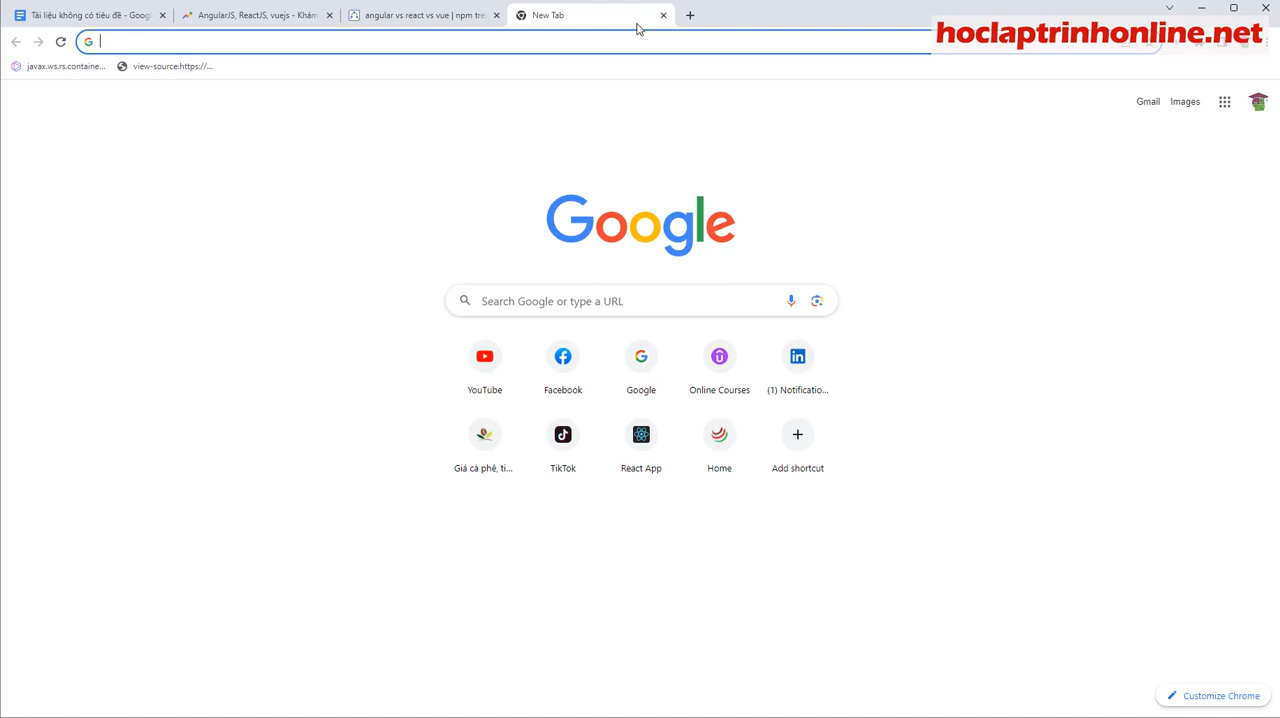 Tài liệu không có tiêu đề - Googl
AngularJS, ReactJS, vuejs - Khám
angular vs react vs vue | npm tre
New Tab
hoclaptrinhonline.net
javax.ws.rs.containe...
view-source:https://...
Gmail
Images
Google
Search Google or type a URL
YouTube
Facebook
Google
Online Courses
(1) Notificatio...
Giá cà phê, ti...
TikTok
React App
Home
Add shortcut
Customize Chrome